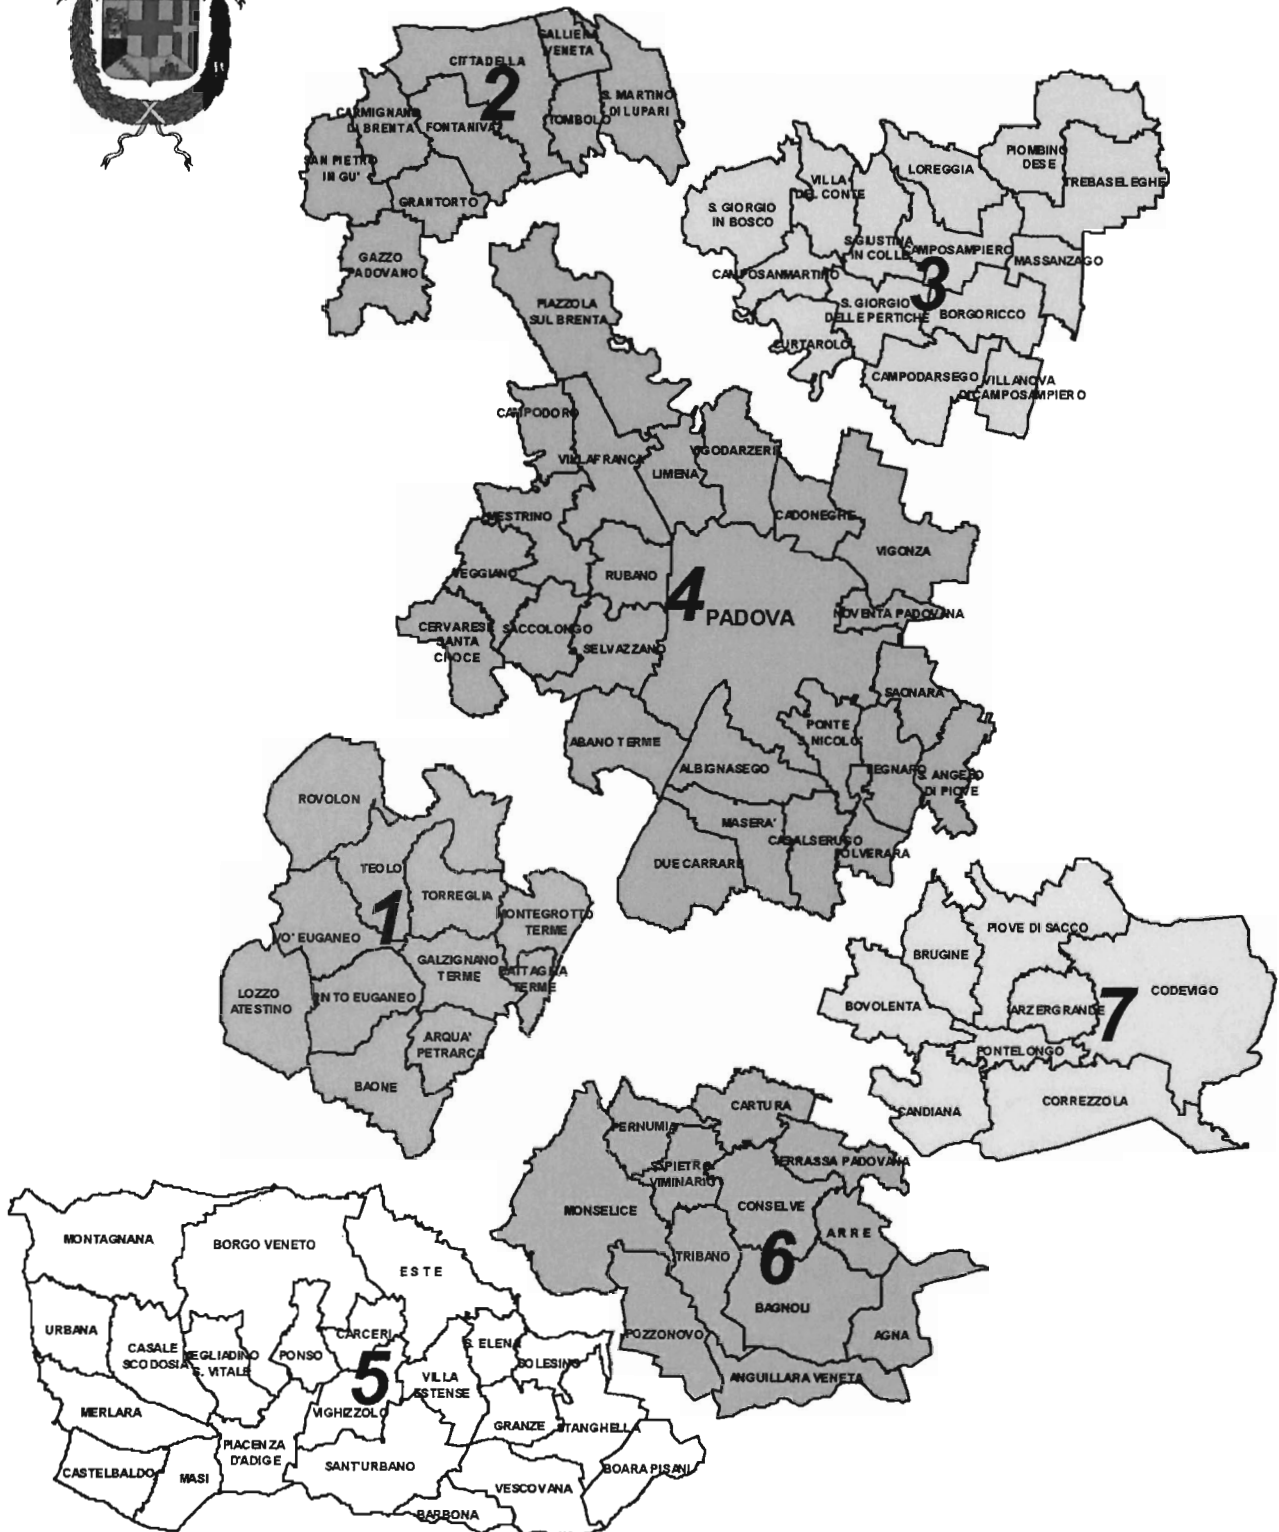 GALLIERA
VENETA
CITTADELLA
2
S. MARTINO
DI LUPARI
CARMIGNANO
DI BRENTA
FONTANIVA
TOMBOLO
SAN PIETRO
IN GU'
GRANTORTO
GAZZO
PADOVANO
PIOMBINO
DESE
LOREGGIA
TREBASELEGHE
VILLA
DEL CONTE
S. GIORGIO
IN BOSCO
S.GIUSTINA
IN COLLE
CAMPOSAMPIERO
MASSANZAGO
CAMPOSANMARTINO
3
S. GIORGIO
DELLE PERTICHE
BORGORICCO
CURTAROLO
CAMPODARSEGO
VILLANOVA
DI CAMPOSAMPIERO
PIAZZOLA
SUL BRENTA
CAMPODORO
VILLAFRANCA
LIMENA
VIGODARZERE
MESTRINO
CADONEGHE
VIGONZA
VEGGIANO
RUBANO
4
PADOVA
NOVENTA PADOVANA
CERVARESE
SANTA
CROCE
SACCOLONGO
SELVAZZANO
SAONARA
ABANO TERME
PONTE
S. NICOLO'
ALBIGNASEGO
LEGNARO
S. ANGELO
DI PIOVE
MASERA'
CASALSERUGO
DUE CARRARE
POLVERARA
ROVOLON
TEOLO
TORREGLIA
1
MONTEGROTTO
TERME
VO' EUGANEO
GALZIGNANO
TERME
BATTAGLIA
TERME
LOZZO
ATESTINO
CINTO EUGANEO
ARQUA'
PETRARCA
BAONE
PIOVE DI SACCO
BRUGINE
CODEVIGO
BOVOLENTA
ARZERGRANDE
7
PONTELONGO
CANDIANA
CORREZZOLA
CARTURA
PERNUMIA
S.PIETRO
VIMINARIO
TERRASSA PADOVANA
MONSELICE
CONSELVE
ARRE
TRIBANO
6
BAGNOLI
POZZONOVO
AGNA
ANGUILLARA VENETA
MONTAGNANA
BORGO VENETO
ESTE
URBANA
CASALE
SCODOSIA
MEGLIADINO
S. VITALE
PONSO
CARCERI
S. ELENA
SOLESINO
5
VILLA
ESTENSE
MERLARA
VIGHIZZOLO
GRANZE
STANGHELLA
PIACENZA
D'ADIGE
CASTELBALDO
MASI
SANT'URBANO
BOARA PISANI
VESCOVANA
BARBONA